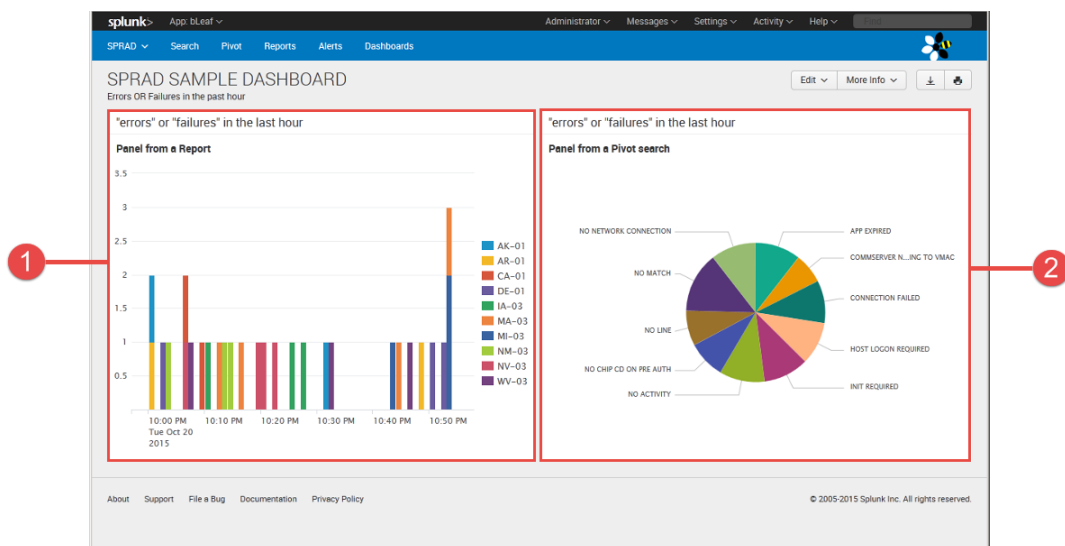 splunk> App: bLeaf Administrator Messages Settings Activity Help Find
SPRAD Search Pivot Reports Alerts Dashboards
SPRAD SAMPLE DASHBOARD
Errors OR Failures in the past hour
Edit More Info
"errors" or "failures" in the last hour
Panel from a Report
3.5
3
2.5
2
1.5
1
0.5
10:00 PM 10:10 PM 10:20 PM 10:30 PM 10:40 PM 10:50 PM
Tue Oct 20
2015
AK-01
AR-01
CA-01
DE-01
IA-03
MA-03
MI-03
NM-03
NV-03
WV-03
1
"errors" or "failures" in the last hour
Panel from a Pivot search
NO NETWORK CONNECTION
NO MATCH
NO LINE
NO CHIP CD ON PRE AUTH
NO ACTIVITY
APP EXPIRED
COMMSERVER N...ING TO VMAC
CONNECTION FAILED
HOST LOGON REQUIRED
INIT REQUIRED
2
About Support File a Bug Documentation Privacy Policy
© 2005-2015 Splunk Inc. All rights reserved.